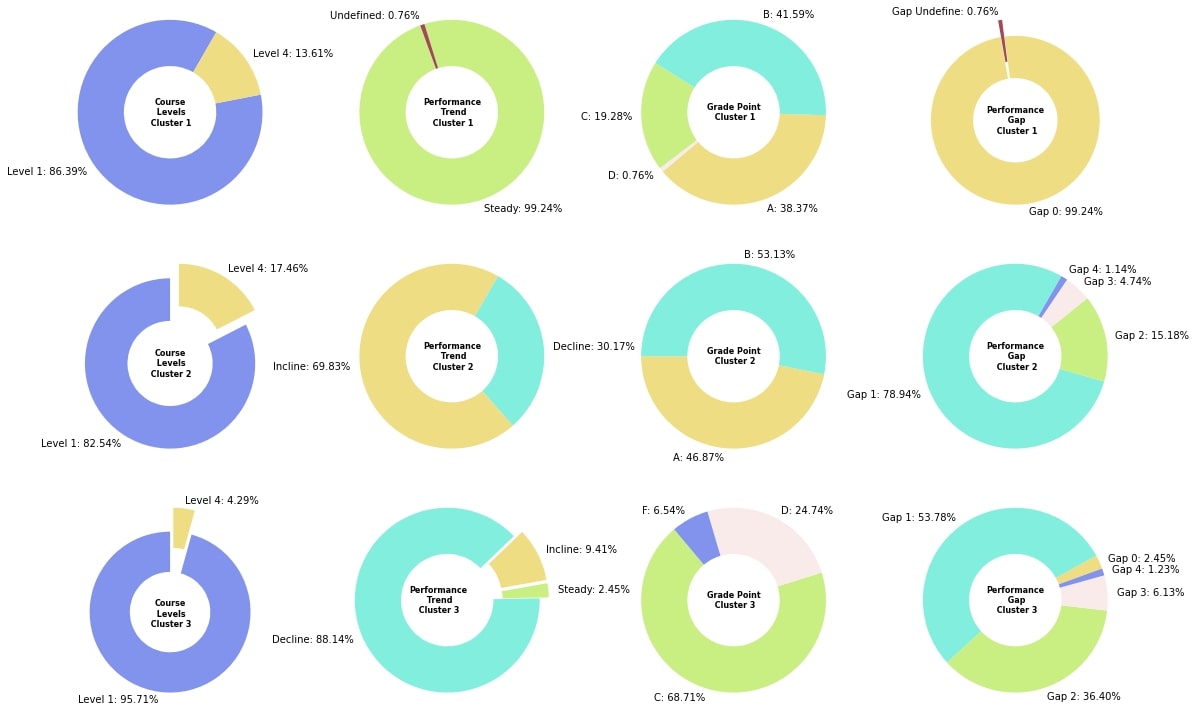 Level 4: 13.61%
Course
Levels
Cluster 1
Level 1: 86.39%
Undefined: 0.76%
Performance
Trend
Cluster 1
Steady: 99.24%
B: 41.59%
Grade Point
Cluster 1
C: 19.28%
D: 0.76%
A: 38.37%
Gap Undefine: 0.76%
Performance
Gap
Cluster 1
Gap 0: 99.24%
Level 4: 17.46%
Course
Levels
Cluster 2
Level 1: 82.54%
Performance
Trend
Cluster 2
Incline: 69.83%
Decline: 30.17%
B: 53.13%
Grade Point
Cluster 2
A: 46.87%
Gap 4: 1.14%
Gap 3: 4.74%
Gap 2: 15.18%
Performance
Gap
Cluster 2
Gap 1: 78.94%
Level 4: 4.29%
Course
Levels
Cluster 3
Level 1: 95.71%
Incline: 9.41%
Steady: 2.45%
Performance
Trend
Cluster 3
Decline: 88.14%
F: 6.54%
D: 24.74%
Grade Point
Cluster 3
C: 68.71%
Gap 1: 53.78%
Gap 0: 2.45%
Gap 4: 1.23%
Gap 3: 6.13%
Performance
Gap
Cluster 3
Gap 2: 36.40%